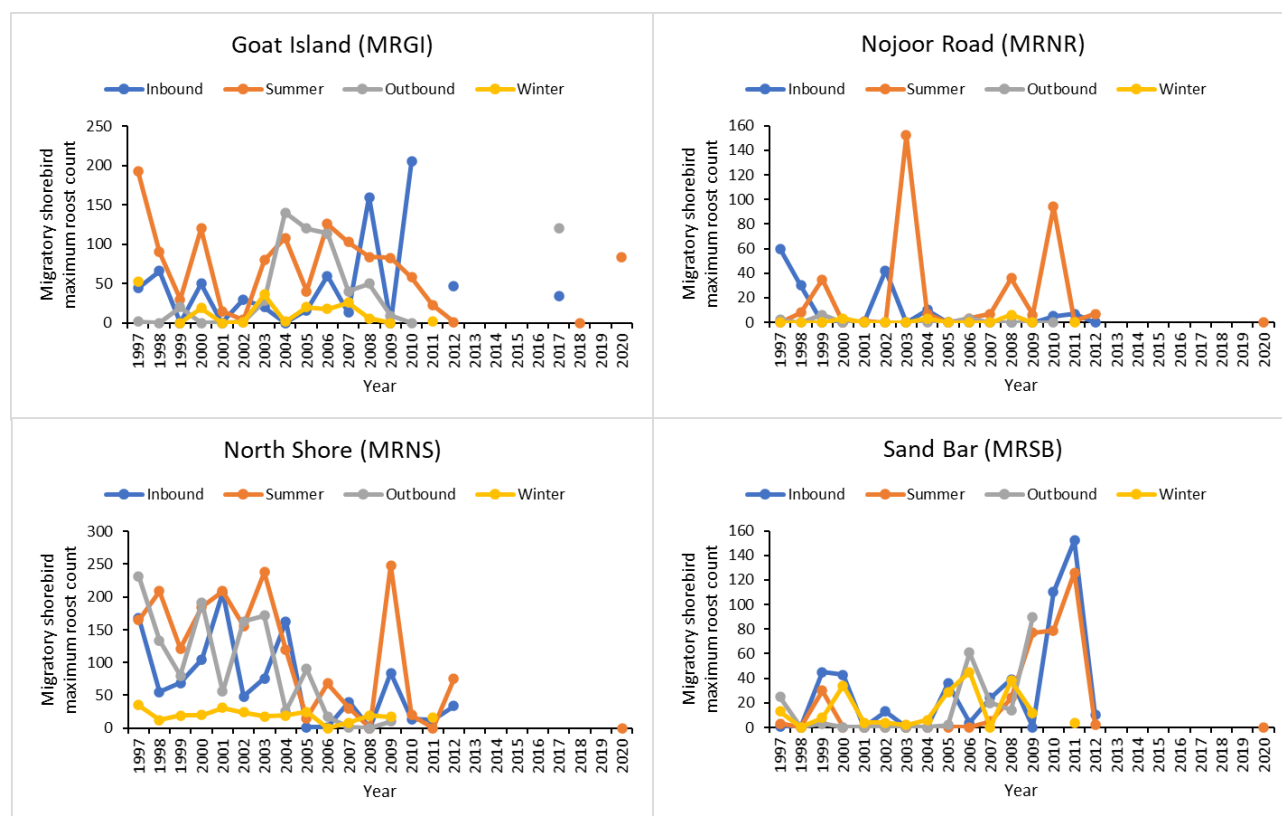 Goat Island (MRGI)
Inbound Summer Outbound Winter
Migratory shorebird
maximum roost count
250
200
150
100
50
0
1997 1998 1999 2000 2001 2002 2003 2004 2005 2006 2007 2008 2009 2010 2011 2012 2013 2014 2015 2016 2017 2018 2019 2020
Year
Nojoor Road (MRNR)
Inbound Summer Outbound Winter
Migratory shorebird
maximum roost count
160
140
120
100
80
60
40
20
0
1997 1998 1999 2000 2001 2002 2003 2004 2005 2006 2007 2008 2009 2010 2011 2012 2013 2014 2015 2016 2017 2018 2019 2020
Year
North Shore (MRNS)
Inbound Summer Outbound Winter
Migratory shorebird
maximum roost count
300
250
200
150
100
50
0
1997 1998 1999 2000 2001 2002 2003 2004 2005 2006 2007 2008 2009 2010 2011 2012 2013 2014 2015 2016 2017 2018 2019 2020
Year
Sand Bar (MRSB)
Inbound Summer Outbound Winter
Migratory shorebird
maximum roost count
160
140
120
100
80
60
40
20
0
1997 1998 1999 2000 2001 2002 2003 2004 2005 2006 2007 2008 2009 2010 2011 2012 2013 2014 2015 2016 2017 2018 2019 2020
Year